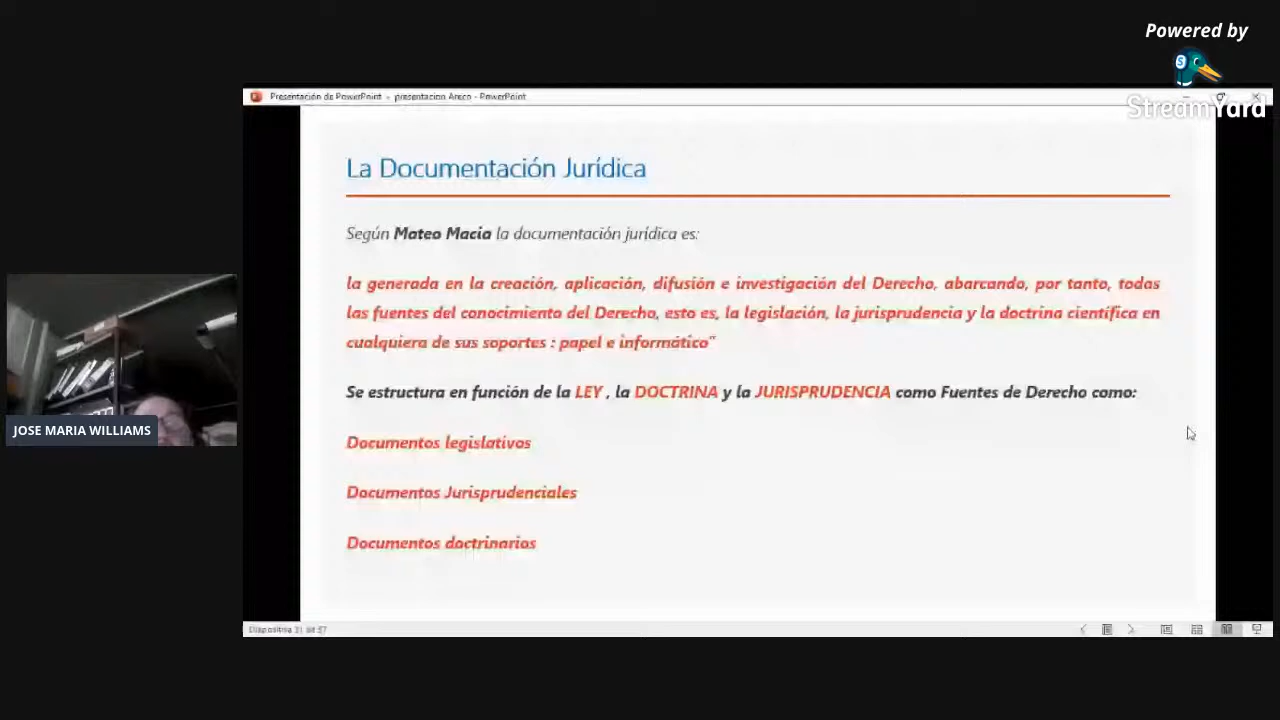 Powered by
StreamYard
Presentación de PowerPoint - presentacion Areco - PowerPoint
La Documentación Jurídica
Según Mateo Macia la documentación jurídica es:
la generada en la creación, aplicación, difusión e investigación del Derecho, abarcando, por tanto, todas
las fuentes del conocimiento del Derecho, esto es, la legislación, la jurisprudencia y la doctrina científica en
cualquiera de sus soportes : papel e informático"
Se estructura en función de la LEY , la DOCTRINA y la JURISPRUDENCIA como Fuentes de Derecho como:
Documentos legislativos
Documentos Jurisprudenciales
Documentos doctrinarios
JOSE MARIA WILLIAMS
Diapositiva